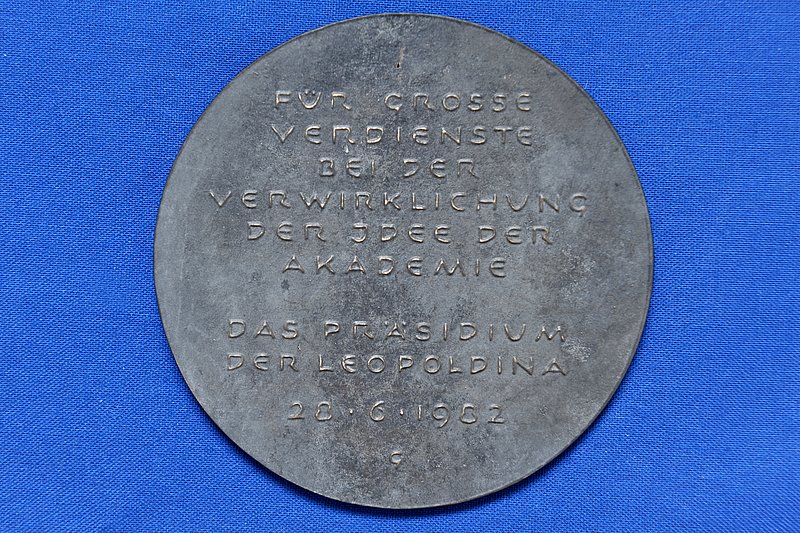 FÜR GROSSE
VERDIENSTE
BEI DER
VERWIRKLICHUNG
DER JDEE DER
AKADEMIE
DAS PRÄSIDIUM
DER LEOPOLDINA
28·6·1982